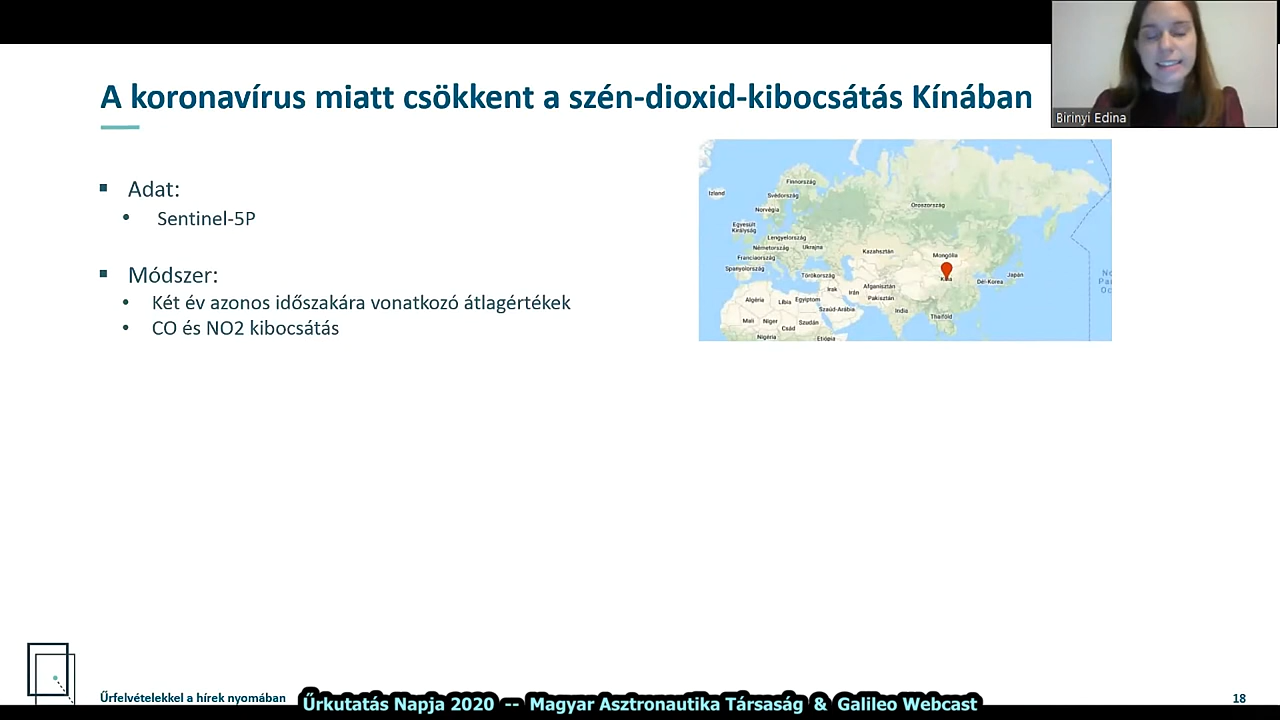 A koronavírus miatt csökkent a szén-dioxid-kibocsátás Kínában
Birinyi Edina
Adat:
Sentinel-5P
Módszer:
Két év azonos időszakára vonatkozó átlagértékek
CO és NO2 kibocsátás
Izland
Finnország
Svédország
Norvégia
Oroszország
Egyesült
Királyság
Lengyelország
Németország
Ukrajna
Franciaország
Kazahsztán
Mongólia
Spanyolország
Törökország
Kína
Japán
Dél-Korea
Irak
Irán
Afganisztán
Pakisztán
Algéria
Líbia
Egyiptom
Szaúd-Arábia
India
Thaiföld
Mali
Niger
Csád
Szudán
Nigéria
Etiópia
Űrfelvételekkel a hírek nyomában
Űrkutatás Napja 2020 -- Magyar Asztronautika Társaság & Galileo Webcast
18